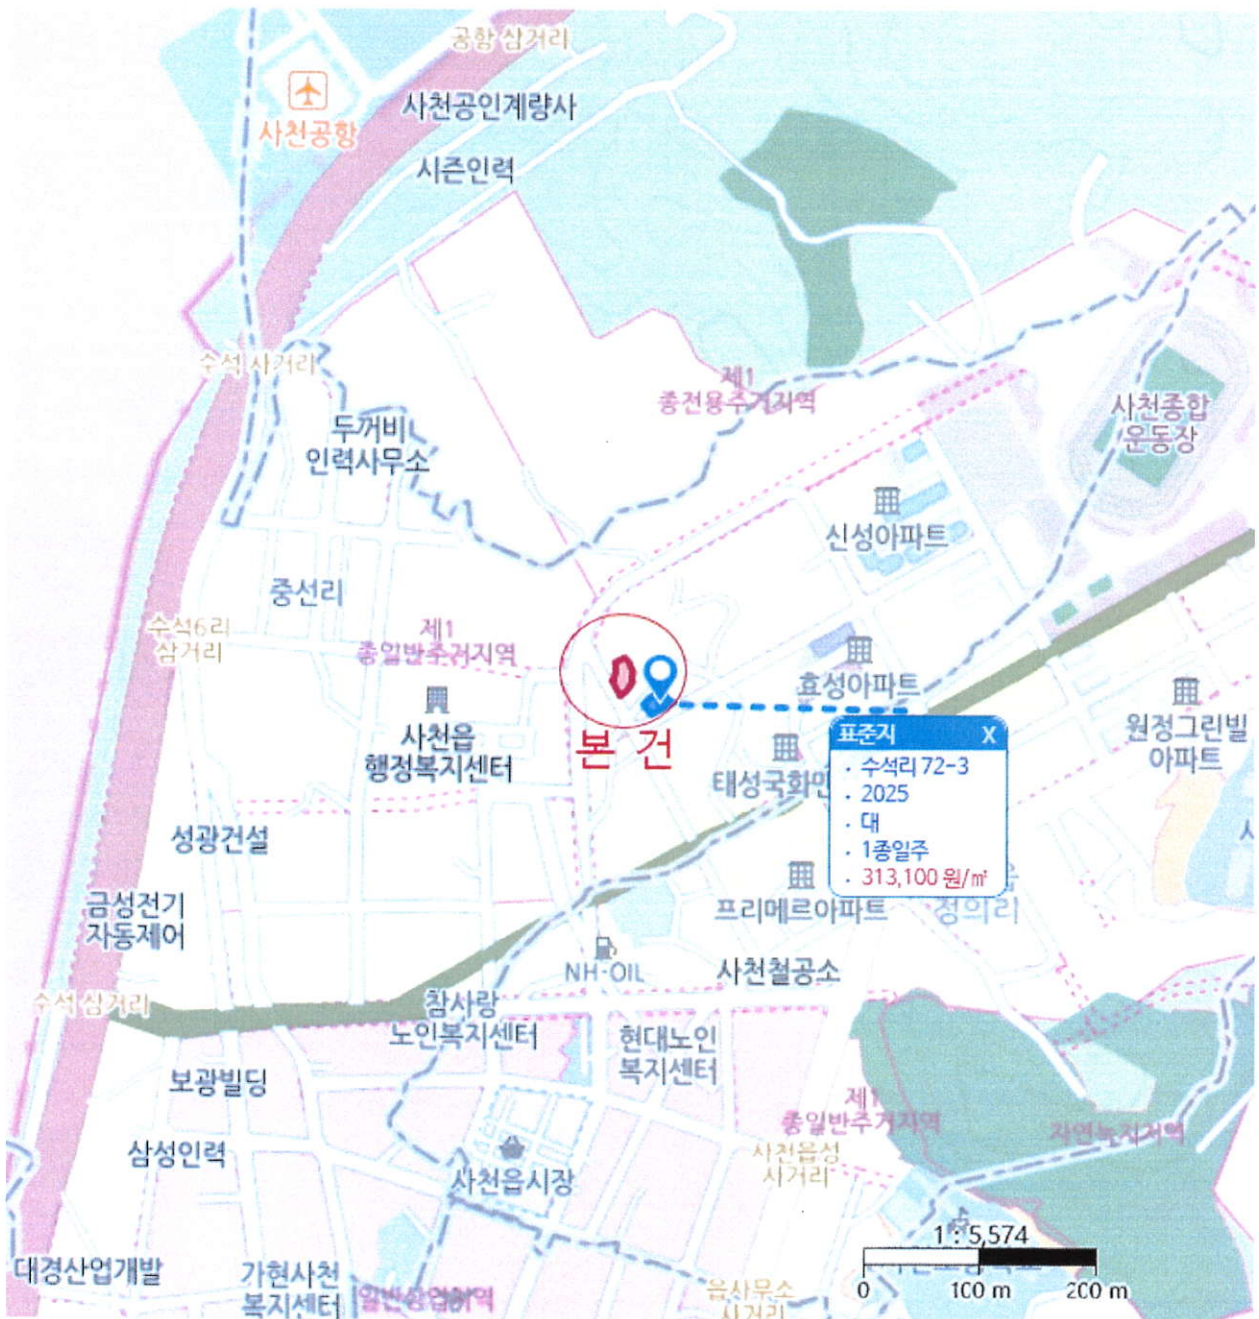 공항 삼거리
사천공항
사천공인계량사
시즌인력
수석 사거리
제1
종전용주거지역
두꺼비
인력사무소
사천종합
운동장
신성아파트
중선리
수석6리
삼거리
제1
종일반주거지역
효성아파트
사천읍
행정복지센터
본 건
원정그린빌
아파트
태성국화맨
표준지 X
· 수석리 72-3
· 2025
· 대
· 1종일주
· 313,100 원/㎡
성광건설
금성전기
자동제어
프리메르아파트
읍
정의리
NH-OIL
사천철공소
수석 삼거리
참사랑
노인복지센터
현대노인
복지센터
보광빌딩
제1
종일반주거지역
자연녹지지역
삼성인력
사천읍성
사거리
사천읍시장
1 : 5,574
0 100 m 200 m
대경산업개발
가현사천
복지센터
일반상업지역
읍사무소
사거리